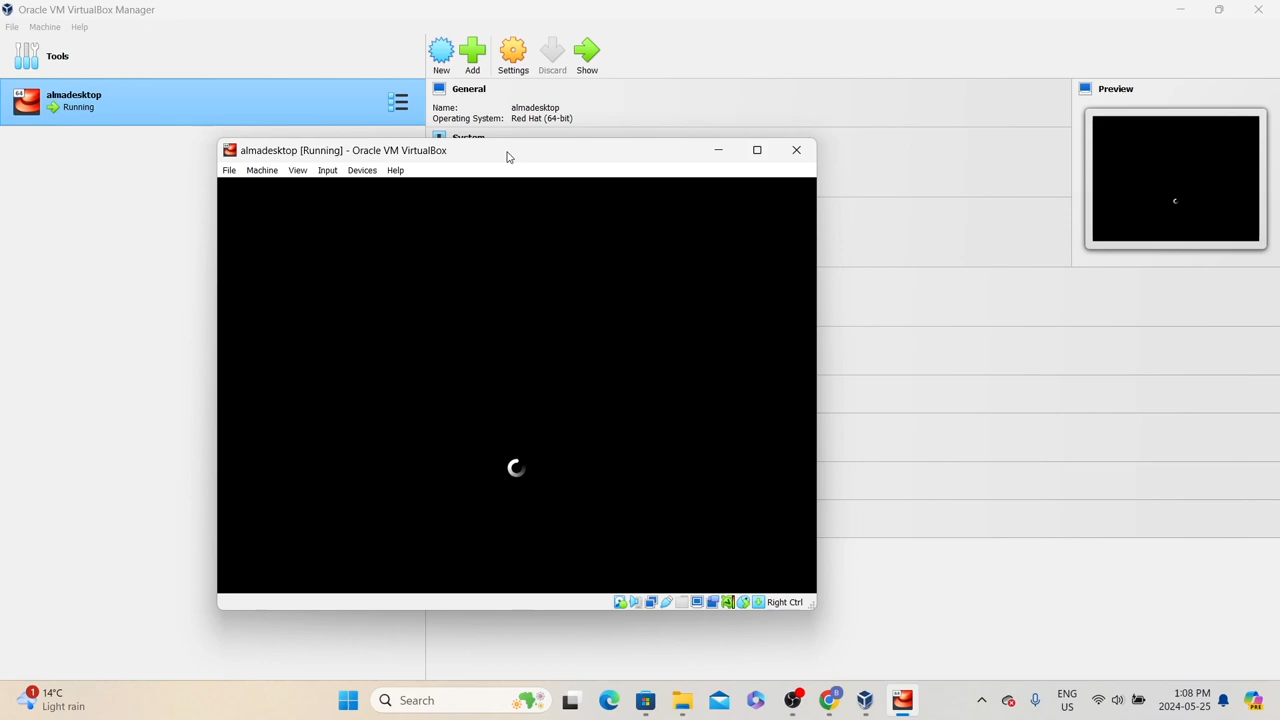 Oracle VM VirtualBox Manager
File Machine Help
Tools
New Add Settings Discard Show
64 almadesktop
Running
General
Name: almadesktop
Operating System: Red Hat (64-bit)
Preview
almadesktop [Running] - Oracle VM VirtualBox
File Machine View Input Devices Help
Right Ctrl
1
14°C
Light rain
Search
ENG
US
1:08 PM
2024-05-25